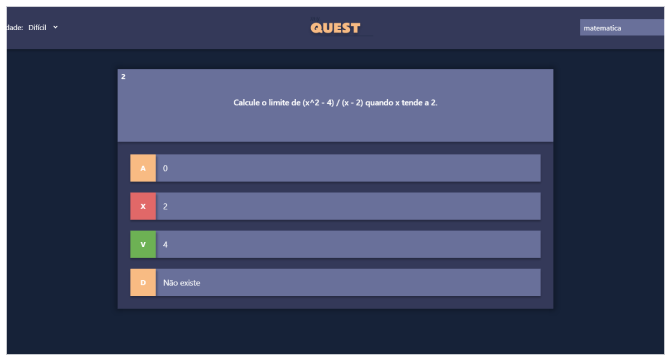 dade: Difícil
QUEST
matematica
2
Calcule o limite de (x^2 - 4) / (x - 2) quando x tende a 2.
A 0
X 2
V 4
D Não existe